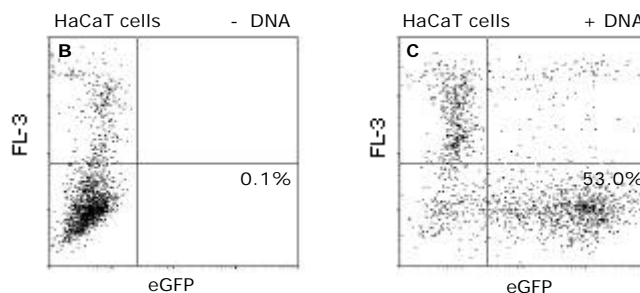 HaCaT cells - DNA
B
FL-3
0.1%
eGFP
HaCaT cells + DNA
C
FL-3
53.0%
eGFP